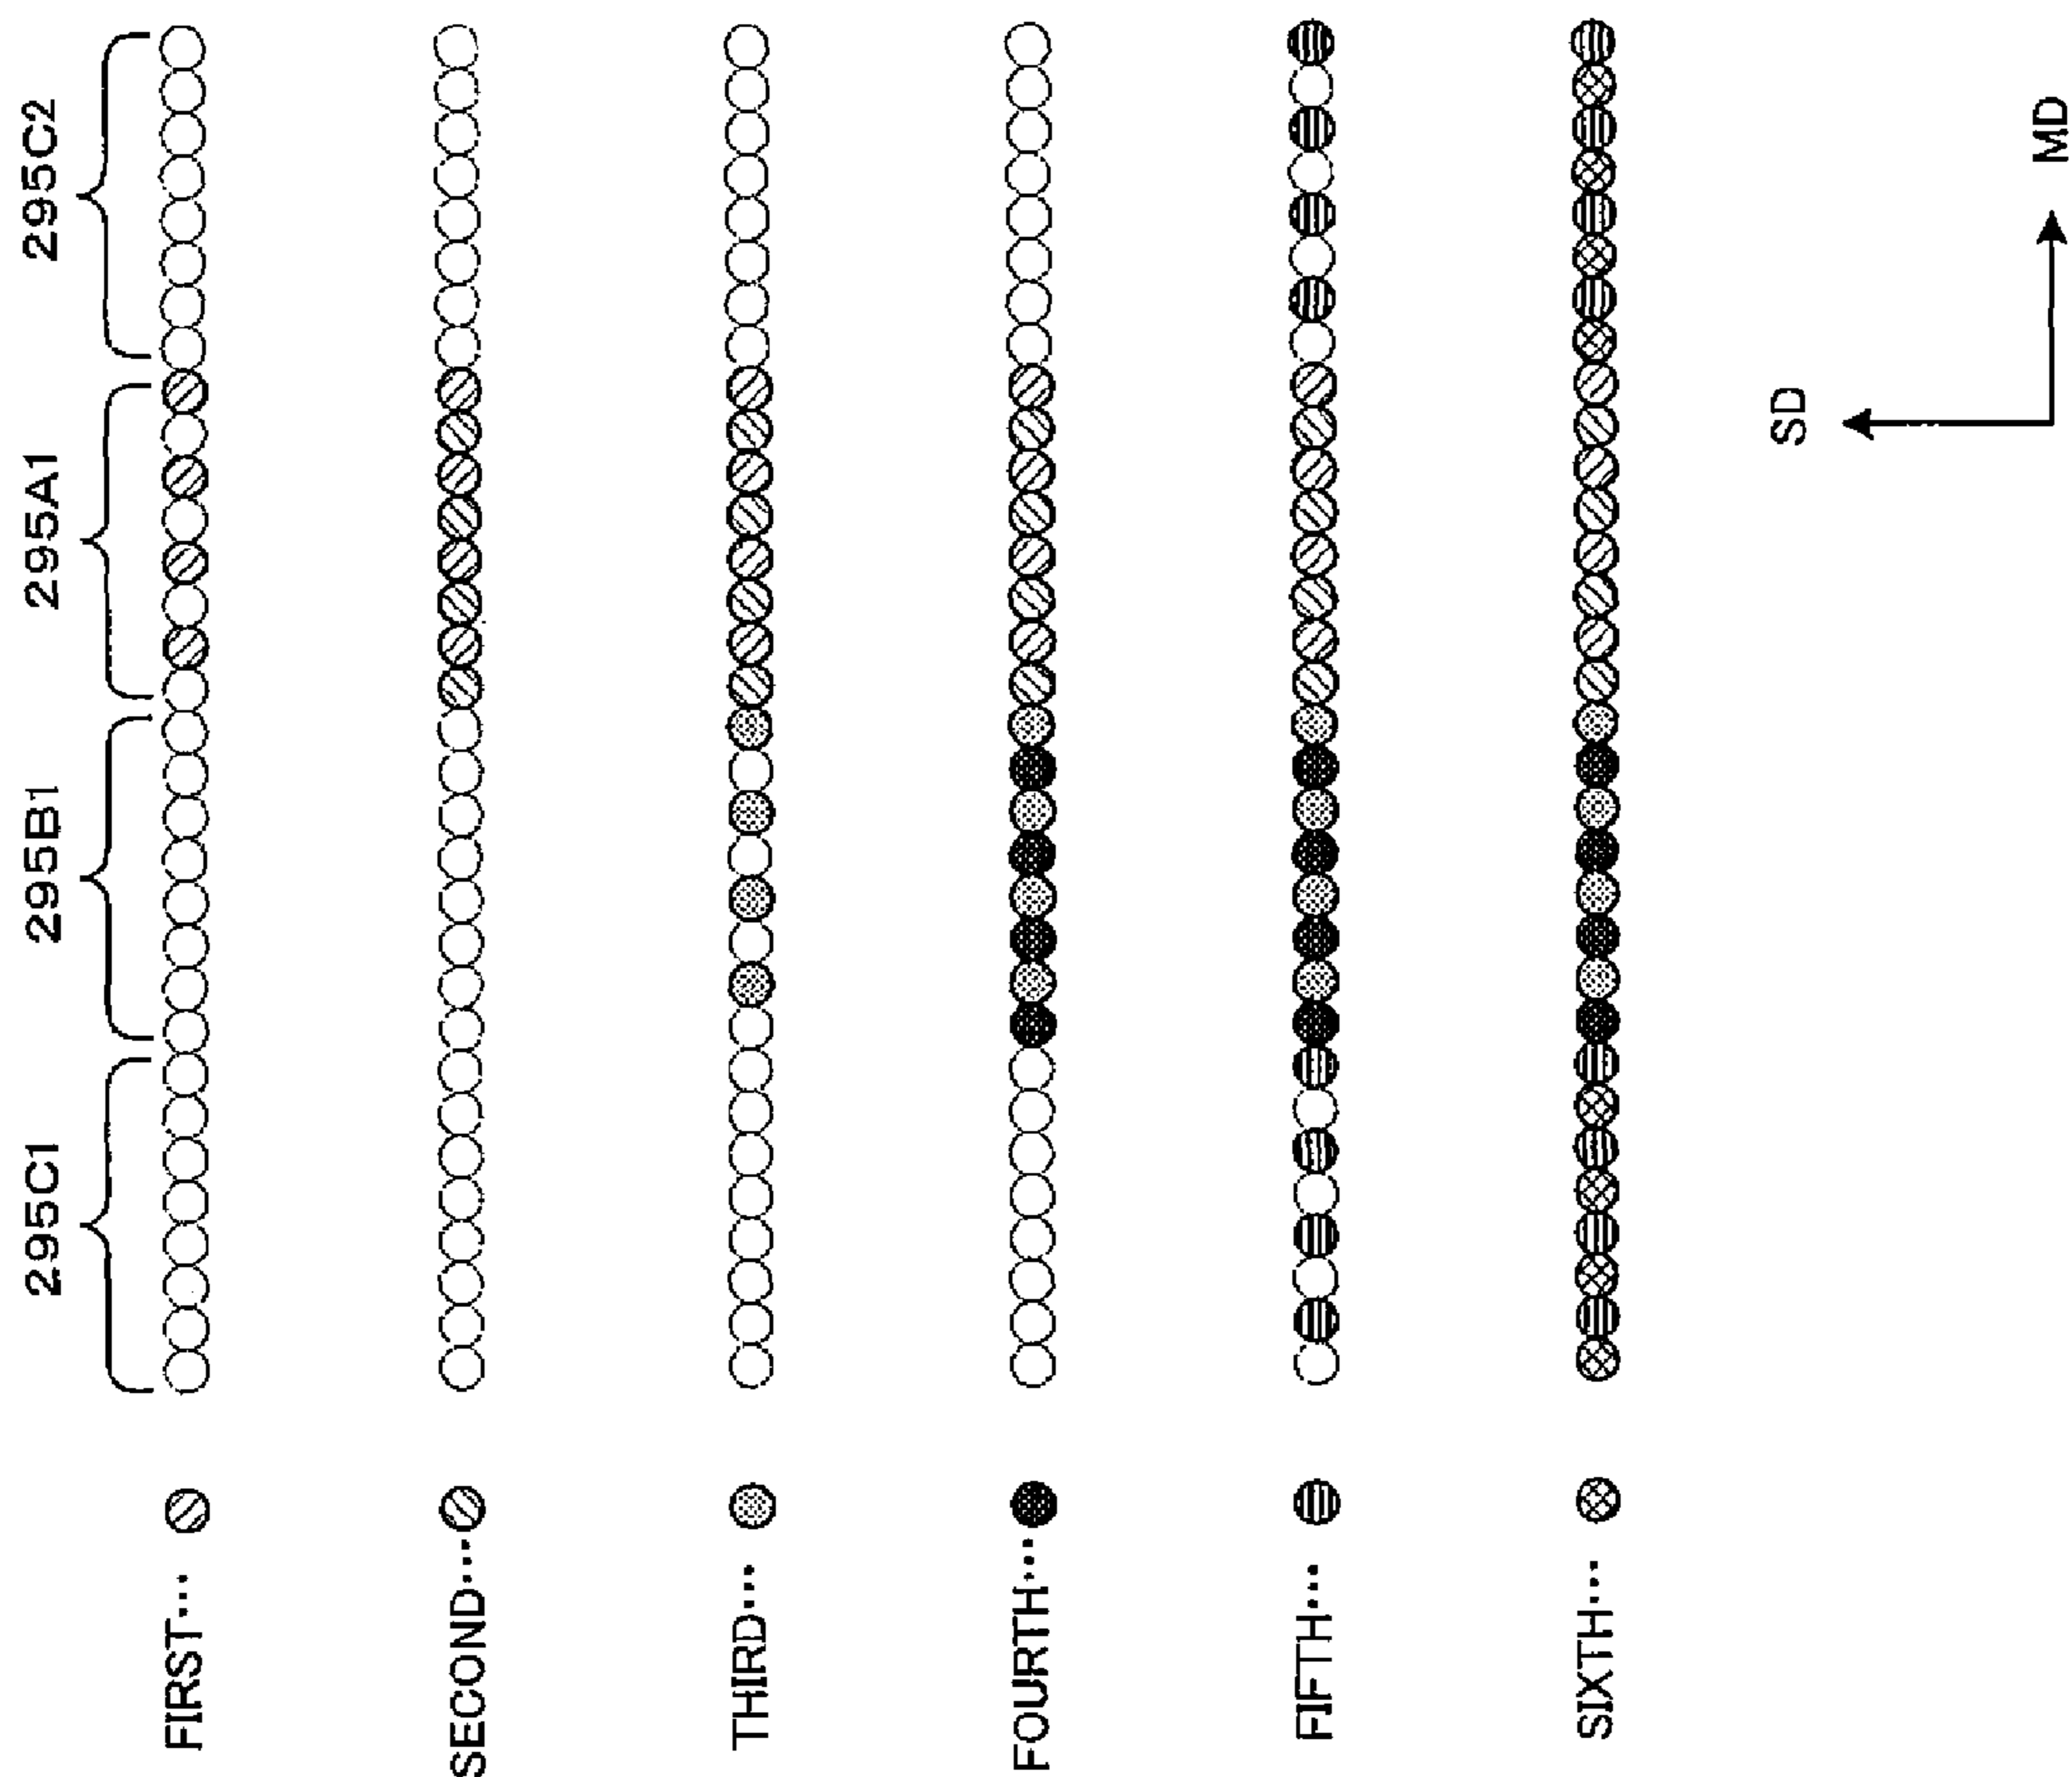 295C1 295B1 295A1 295C2
FIRST···
SECOND···
THIRD···
FOURTH···
FIFTH···
SIXTH···
SD
MD